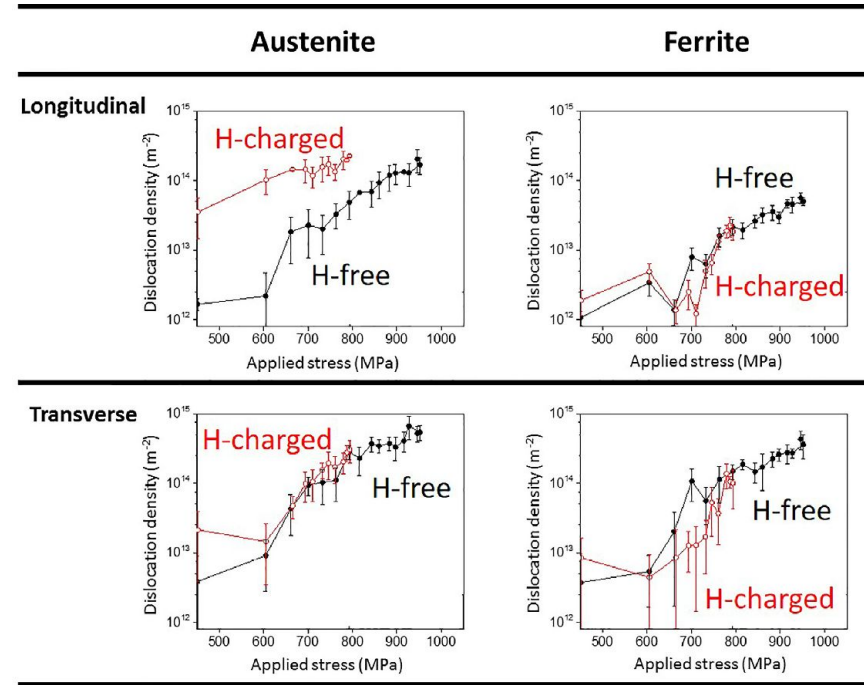 Austenite Ferrite
Longitudinal
Dislocation density (m⁻²)
10¹⁵
10¹⁴
10¹³
10¹²
H-charged
H-free
500 600 700 800 900 1000
Applied stress (MPa)
Dislocation density (m⁻²)
10¹⁵
10¹⁴
10¹³
10¹²
H-free
H-charged
500 600 700 800 900 1000
Applied stress (MPa)
Transverse
Dislocation density (m⁻²)
10¹⁵
10¹⁴
10¹³
10¹²
H-charged
H-free
500 600 700 800 900 1000
Applied stress (MPa)
Dislocation density (m⁻²)
10¹⁵
10¹⁴
10¹³
10¹²
H-free
H-charged
500 600 700 800 900 1000
Applied stress (MPa)